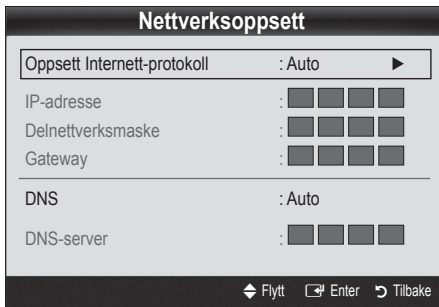 Nettverksoppsett
Oppsett Internett-protokoll : Auto ►
IP-adresse :
Delnettverksmaske :
Gateway :
DNS : Auto
DNS-server :
Flytt Enter Tilbake